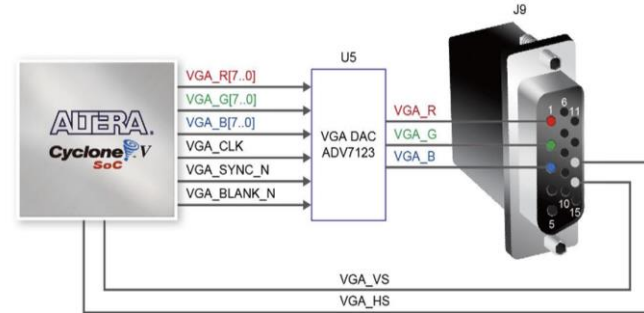 J9
U5
ALTERA.
Cyclone V
SoC
VGA_R[7..0]
VGA_G[7..0]
VGA_B[7..0]
VGA_CLK
VGA_SYNC_N
VGA_BLANK_N
VGA DAC
ADV7123
VGA_R
VGA_G
VGA_B
1
6
11
5
10
15
VGA_VS
VGA_HS